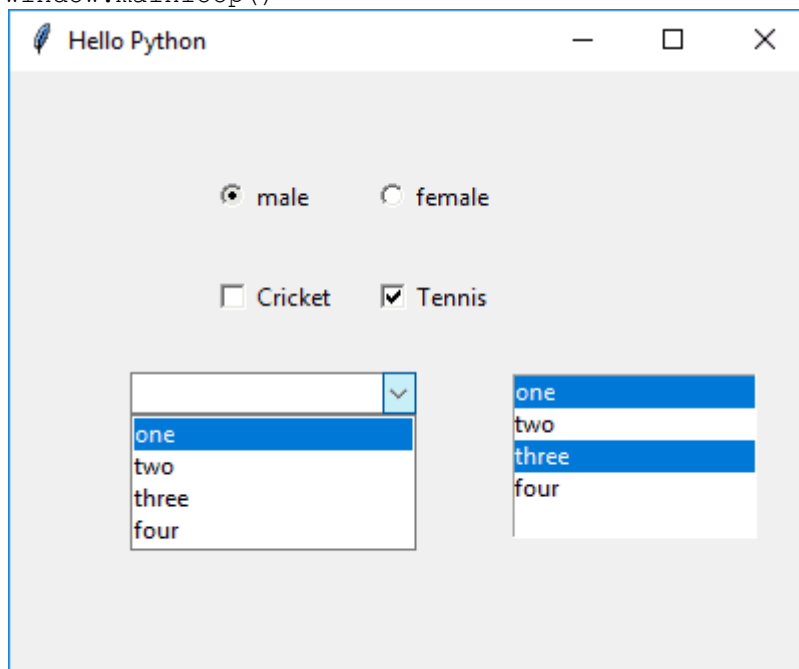 window.mainloop()
Hello Python
male female
Cricket Tennis
one
two
three
four
one
two
three
four